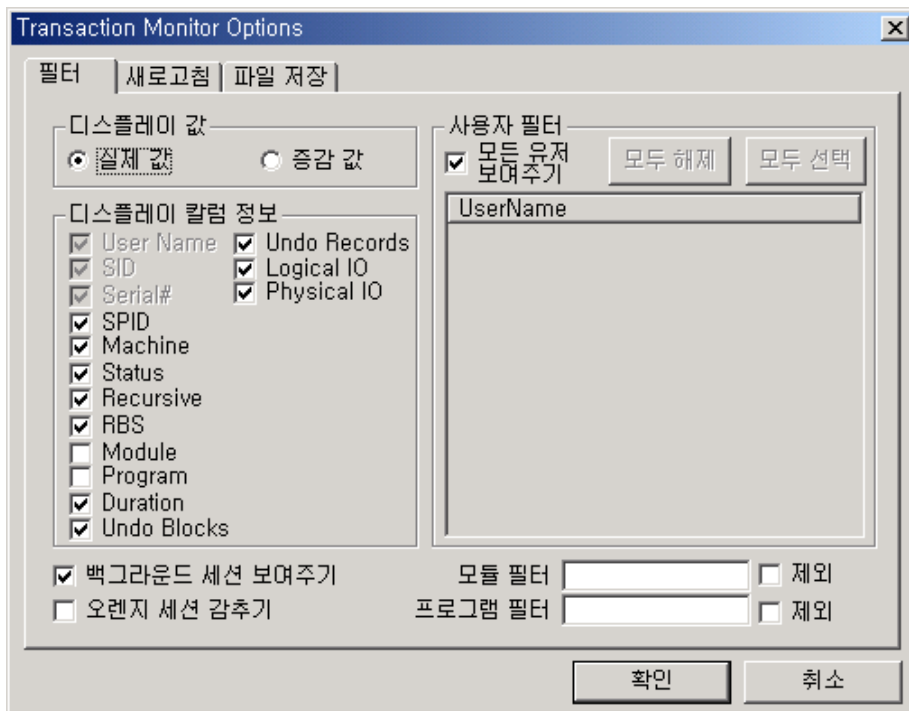 Transaction Monitor Options
필터
새로고침
파일 저장
디스플레이 값
실제 값
증감 값
디스플레이 칼럼 정보
User Name
SID
Serial#
SPID
Machine
Status
Recursive
RBS
Module
Program
Duration
Undo Blocks
Undo Records
Logical IO
Physical IO
사용자 필터
모든 유저
보여주기
모두 해제
모두 선택
UserName
백그라운드 세션 보여주기
오렌지 세션 감추기
모듈 필터
제외
프로그램 필터
제외
확인
취소